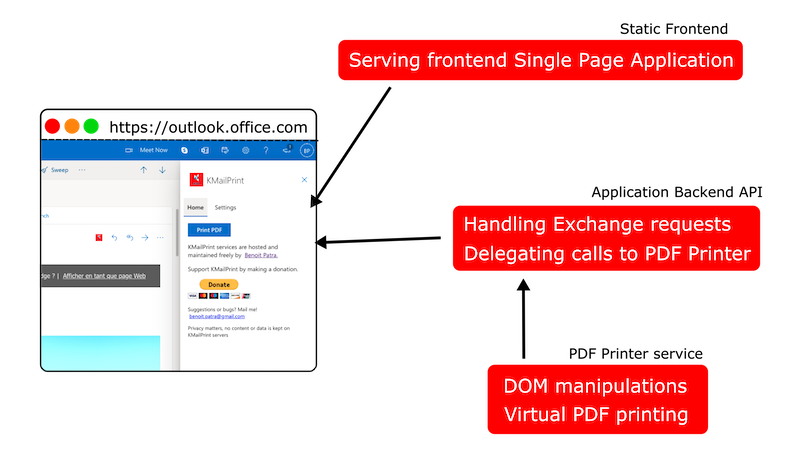 Static Frontend
Serving frontend Single Page Application
https://outlook.office.com
Meet Now
?
BP
Sweep
...
KMailPrint
Home Settings
Print PDF
KMailPrint services are hosted and
maintained freely by Benoit Patra.
Support KMailPrint by making a donation.
Donate
VISA
Suggestions or bugs? Mail me!
benoit.patra@gmail.com
Privacy matters, no content or data is kept on
KMailPrint servers
...
dge ? | Afficher en tant que page Web
Application Backend API
Handling Exchange requests
Delegating calls to PDF Printer
PDF Printer service
DOM manipulations
Virtual PDF printing